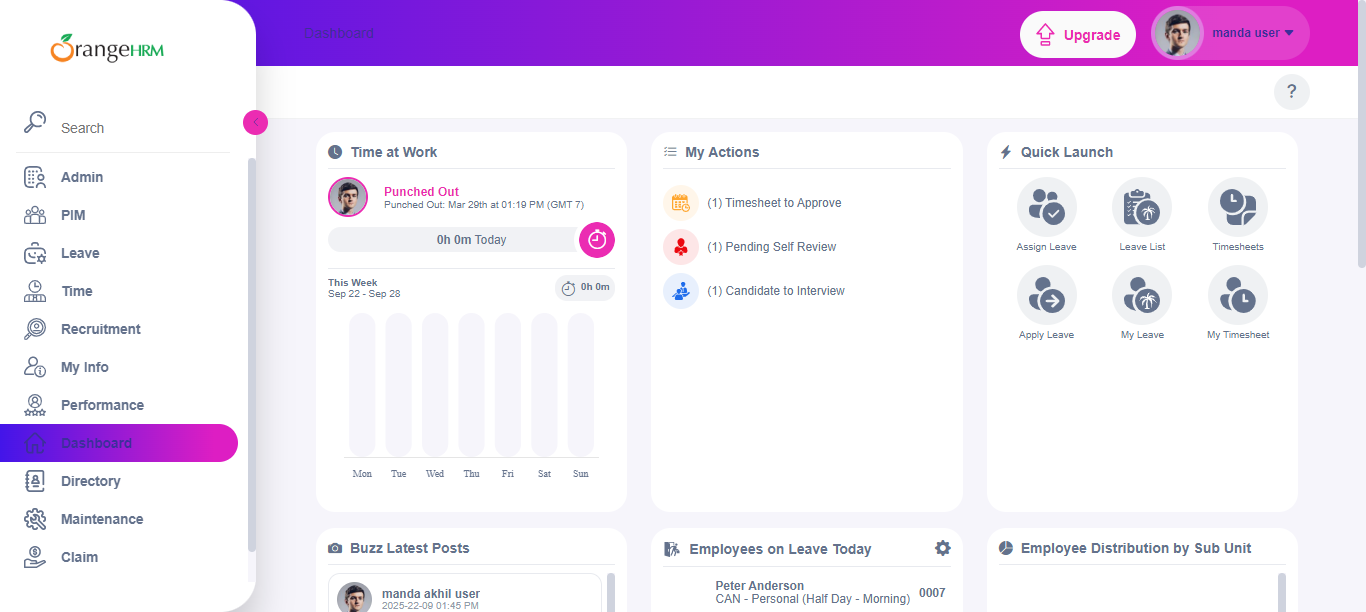 OrangeHRM
Search
Admin
PIM
Leave
Time
Recruitment
My Info
Performance
Dashboard
Directory
Maintenance
Claim
Dashboard
Upgrade
manda user
?
Time at Work
Punched Out
Punched Out: Mar 29th at 01:19 PM (GMT 7)
0h 0m Today
This Week
Sep 22 - Sep 28
0h 0m
Mon Tue Wed Thu Fri Sat Sun
My Actions
(1) Timesheet to Approve
(1) Pending Self Review
(1) Candidate to Interview
Quick Launch
Assign Leave Leave List Timesheets
Apply Leave My Leave My Timesheet
Buzz Latest Posts
manda akhil user
2025-22-09 01:45 PM
Employees on Leave Today
Peter Anderson
CAN - Personal (Half Day - Morning)
0007
Employee Distribution by Sub Unit